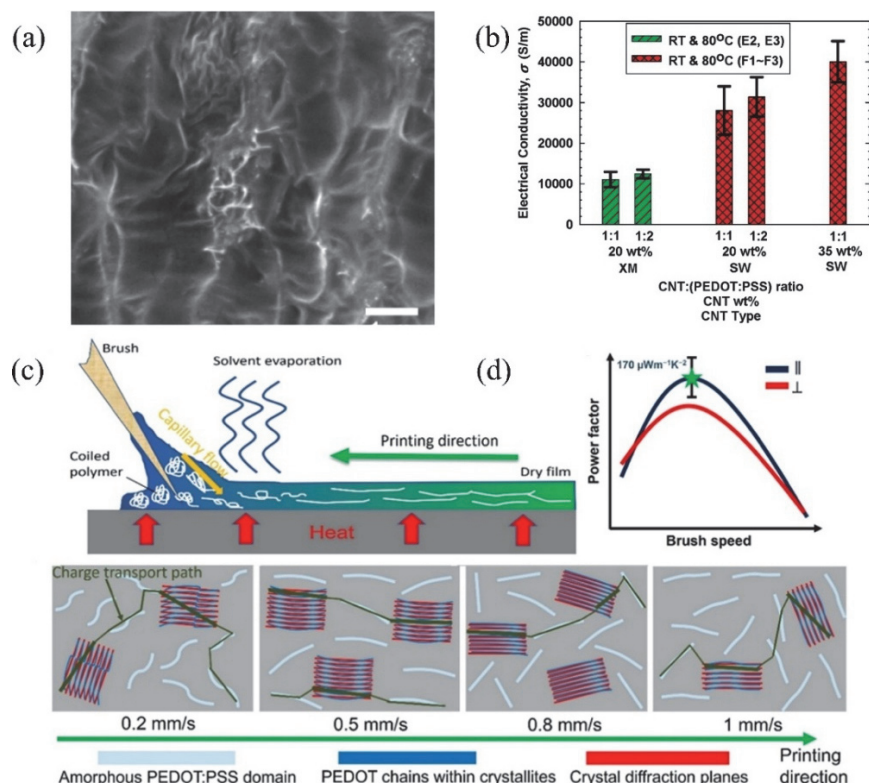 (a)
(b)
Electrical Conductivity, σ (S/m)
50000
40000
30000
20000
10000
0
RT & 80⁰C (E2, E3)
RT & 80⁰C (F1~F3)
1:1 1:2 1:1 1:2 1:1
20 wt% 20 wt% 35 wt%
XM SW SW
CNT:(PEDOT:PSS) ratio
CNT wt%
CNT Type
(c)
Brush
Solvent evaporation
Capillary flow
Coiled
polymer
Printing direction
Dry film
Heat
(d)
170 μWm⁻¹K⁻²
||
⊥
Power factor
Brush speed
Charge transport path
0.2 mm/s 0.5 mm/s 0.8 mm/s 1 mm/s
Amorphous PEDOT:PSS domain PEDOT chains within crystallites Crystal diffraction planes Printing
direction